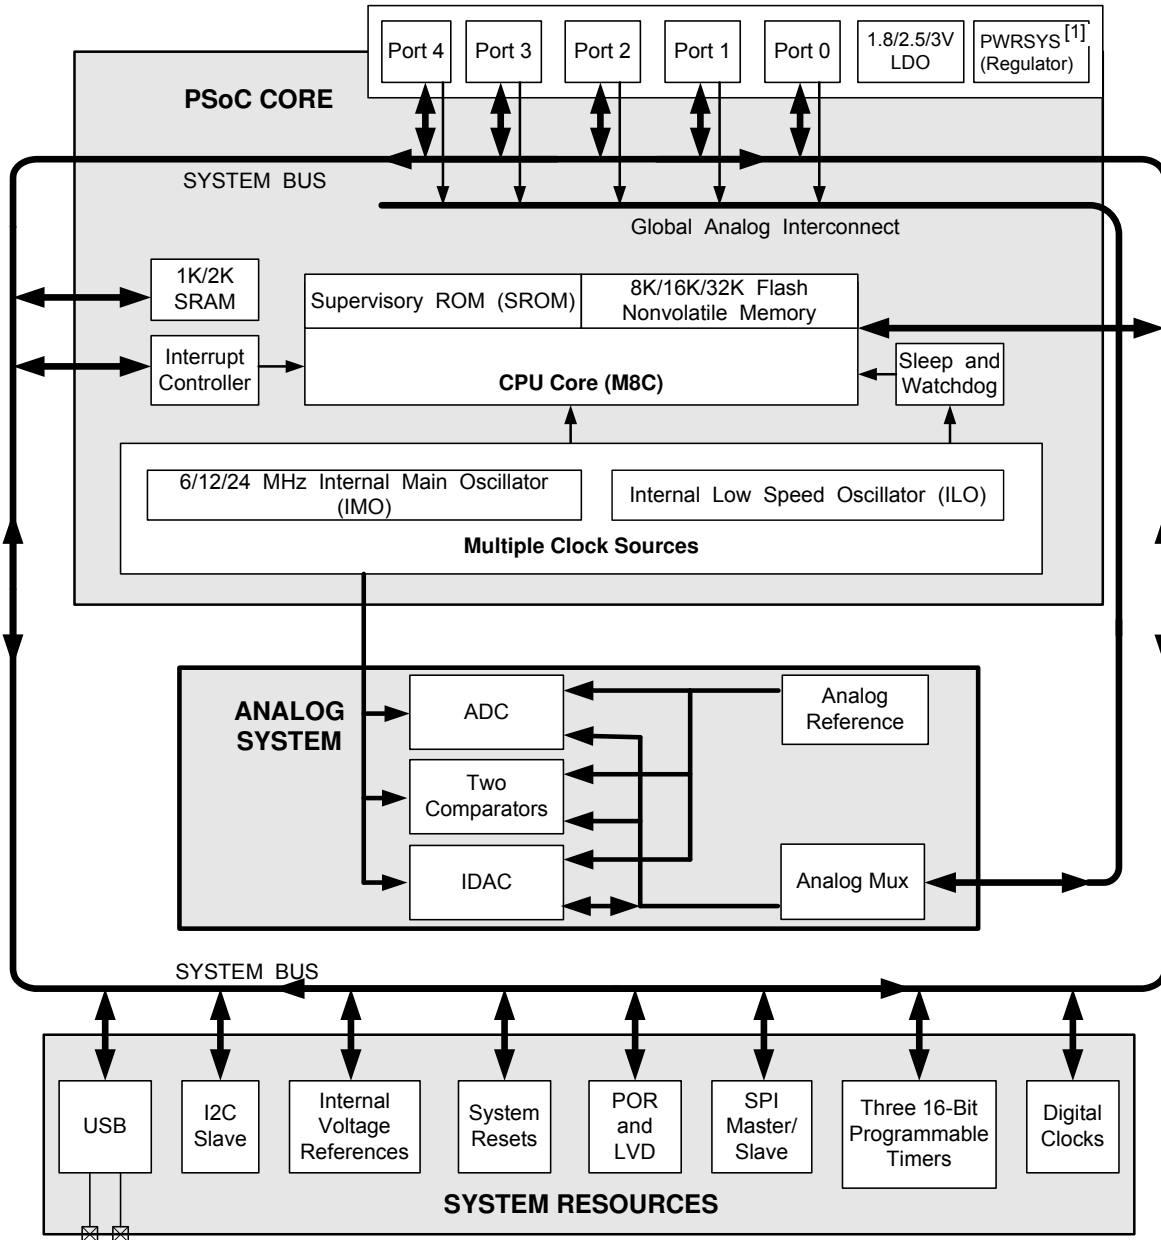 Port 4
Port 3
Port 2
Port 1
Port 0
1.8/2.5/3V
LDO
PWRSYS [1]
(Regulator)
PSoC CORE
SYSTEM BUS
Global Analog Interconnect
1K/2K
SRAM
Supervisory ROM (SROM)
8K/16K/32K Flash
Nonvolatile Memory
Interrupt
Controller
CPU Core (M8C)
Sleep and
Watchdog
6/12/24 MHz Internal Main Oscillator
(IMO)
Internal Low Speed Oscillator (ILO)
Multiple Clock Sources
ANALOG
SYSTEM
ADC
Analog
Reference
Two
Comparators
IDAC
Analog Mux
SYSTEM BUS
USB
I2C
Slave
Internal
Voltage
References
System
Resets
POR
and
LVD
SPI
Master/
Slave
Three 16-Bit
Programmable
Timers
Digital
Clocks
SYSTEM RESOURCES